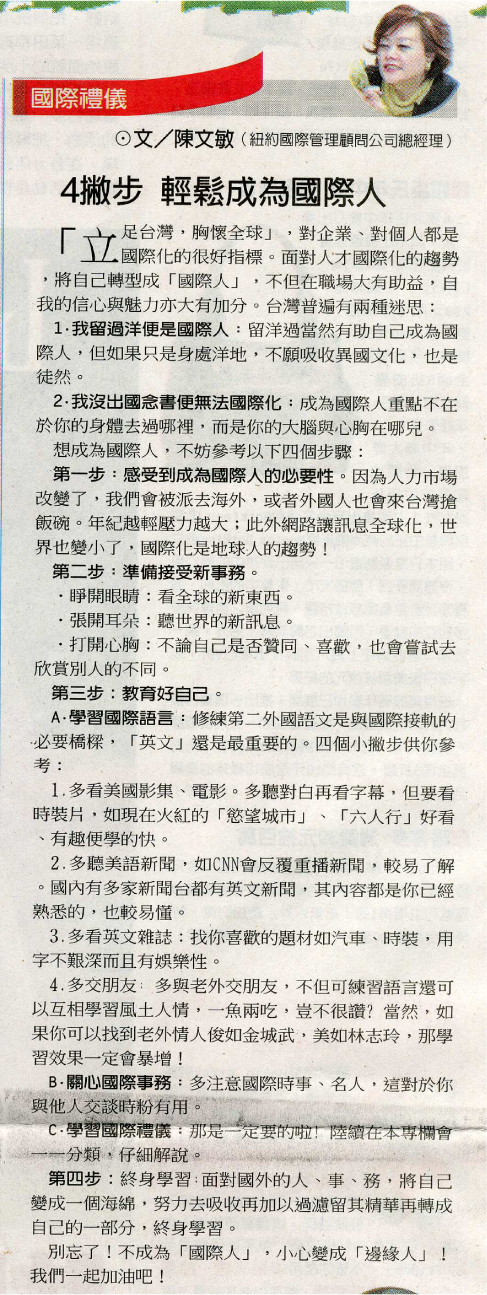 國際禮儀
⊙文／陳文敏（紐約國際管理顧問公司總經理）
4撇步 輕鬆成為國際人
「立足台灣，胸懷全球」，對企業、對個人都是
國際化的很好指標。面對人才國際化的趨勢
，將自己轉型成「國際人」，不但在職場大有助益，自
我的信心與魅力亦大有加分。台灣普遍有兩種迷思：
1‧我留過洋便是國際人：留洋過當然有助自己成為國
際人，但如果只是身處洋地，不願吸收異國文化，也是
徒然。
2‧我沒出國念書便無法國際化：成為國際人重點不在
於你的身體去過哪裡，而是你的大腦與心胸在哪兒。
想成為國際人，不妨參考以下四個步驟：
第一步：感受到成為國際人的必要性。因為人力市場
改變了，我們會被派去海外，或者外國人也會來台灣搶
飯碗。年紀越輕壓力越大；此外網路讓訊息全球化，世
界也變小了，國際化是地球人的趨勢！
第二步：準備接受新事務。
‧睜開眼睛：看全球的新東西。
‧張開耳朵：聽世界的新訊息。
‧打開心胸：不論自己是否贊同、喜歡，也會嘗試去
欣賞別人的不同。
第三步：教育好自己。
A‧學習國際語言：修練第二外國語文是與國際接軌的
必要橋樑，「英文」還是最重要的。四個小撇步供你參
考：
1.多看美國影集、電影。多聽對白再看字幕，但要看
時裝片，如現在火紅的「慾望城市」、「六人行」好看
、有趣便學的快。
2.多聽美語新聞，如CNN會反覆重播新聞，較易了解
。國內有多家新聞台都有英文新聞，其內容都是你已經
熟悉的，也較易懂。
3.多看英文雜誌：找你喜歡的題材如汽車、時裝，用
字不艱深而且有娛樂性。
4.多交朋友：多與老外交朋友，不但可練習語言還可
以互相學習風土人情，一魚兩吃，豈不很讚？當然，如
果你可以找到老外情人俊如金城武，美如林志玲，那學
習效果一定會暴增！
B‧關心國際事務：多注意國際時事、名人，這對於你
與他人交談時粉有用。
C‧學習國際禮儀：那是一定要的啦！陸續在本專欄會
一一分類，仔細解說。
第四步：終身學習：面對國外的人、事、務，將自己
變成一個海綿，努力去吸收再加以過濾留其精華再轉成
自己的一部分，終身學習。
別忘了！不成為「國際人」，小心變成「邊緣人」！
我們一起加油吧！